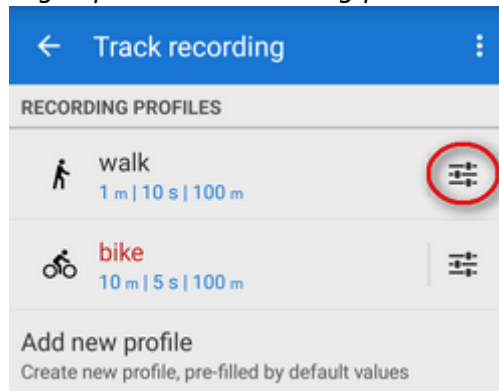 Track recording
RECORDING PROFILES
walk
1 m | 10 s | 100 m
bike
10 m | 5 s | 100 m
Add new profile
Create new profile, pre-filled by default values